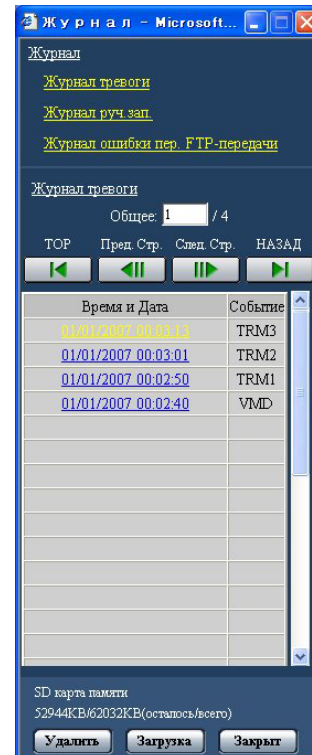 Журнал - Microsoft...
Журнал
Журнал тревоги
Журнал руч.зап.
Журнал ошибки пер. FTP-передачи
Журнал тревоги
Общее: 1 / 4
TOP Пред. Стр. След. Стр. НАЗАД
Время и Дата Событие
01/01/2007 00:03:13 TRM3
01/01/2007 00:03:01 TRM2
01/01/2007 00:02:50 TRM1
01/01/2007 00:02:40 VMD
SD карта памяти
52944KB/62032KB(осталось/всего)
Удалить Загрузка Закрыт